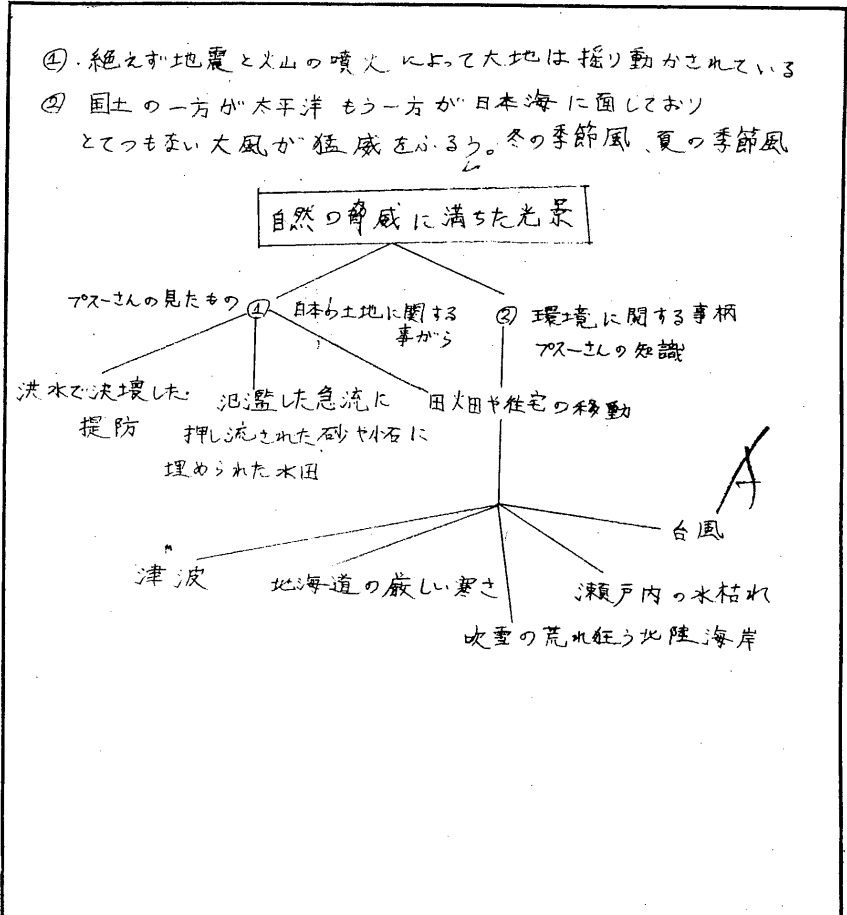 ①.絶えず地震と火山の噴火によって大地は揺り動かされている
② 国土の一方が太平洋もう一方が日本海に面しており
とてつもない大風が猛威をふるう。冬の季節風、夏の季節風
自然の脅威に満ちた光景
プスーさんの見たもの ① 日本の土地に関する
事がら
② 環境に関する事柄
プスーさんの知識
洪水で決壊した
提防
氾濫した急流に
押し流された砂や小石に
埋められた水田
田畑や住宅の移動
A
台風
津波
北海道の厳しい寒さ
瀬戸内の水枯れ
吹雪の荒れ狂う北陸海岸